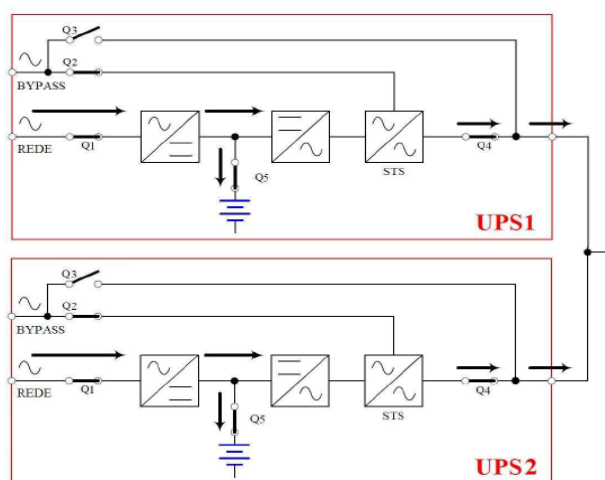 Q3
Q2
BYPASS
REDE
Q1
Q5
STS
Q4
UPS1
Q3
Q2
BYPASS
REDE
Q1
Q5
STS
Q4
UPS2